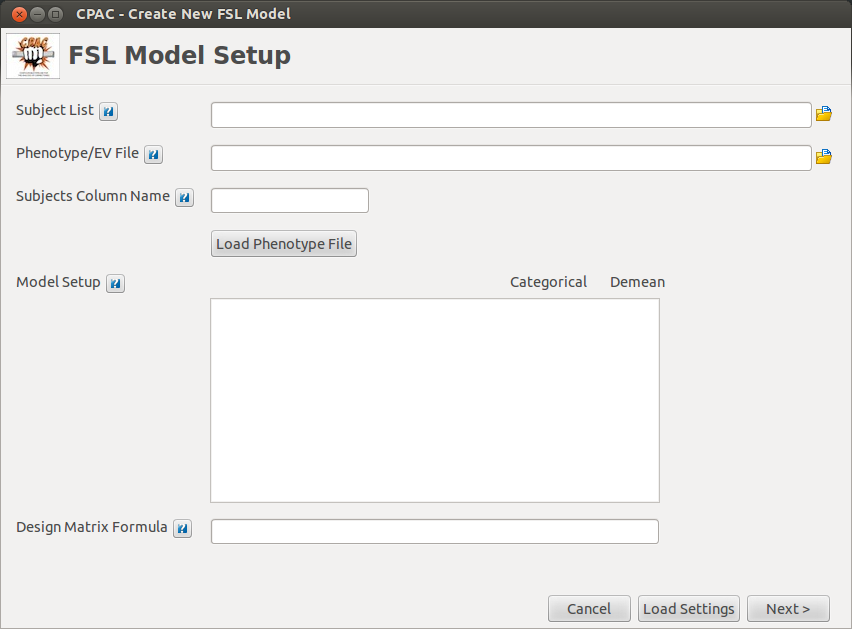 CPAC - Create New FSL Model
CPAC
FSL Model Setup
Subject List ?
Phenotype/EV File ?
Subjects Column Name ?
Load Phenotype File
Model Setup ? Categorical Demean
Design Matrix Formula ?
Cancel Load Settings Next >